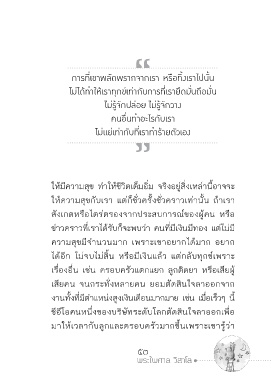 การที่เขาพลัดพรากจากเรา หรือทิ้งเราไปนั้น
ไม่ได้ทำให้เราทุกข์เท่ากับการที่เรายึดมั่นถือมั่น
ไม่รู้จักปล่อย ไม่รู้จักวาง
คนอื่นทำอะไรกับเรา
ไม่แย่เท่ากับที่เราทำร้ายตัวเอง
ให้มีความสุข ทำให้ชีวิตเต็มอิ่ม จริงอยู่สิ่งเหล่านี้อาจจะ
ให้ความสุขกับเรา แต่ก็ชั่วครั้งชั่วคราวเท่านั้น ถ้าเรา
สังเกตหรือใคร่ครวญจากประสบการณ์ของผู้คน หรือ
ข่าวคราวที่เราได้รับก็จะพบว่า คนที่มีเงินมีทอง แต่ไม่มี
ความสุขมีจำนวนมาก เพราะเขาอยากได้มาก อยาก
ได้อีก ไม่จบไม่สิ้น หรือมีเงินแล้ว แต่กลับทุกข์เพราะ
เรื่องอื่น เช่น ครอบครัวแตกแยก ลูกติดยา หรือเสียผู้
เสียคน จนกระทั่งหลายคน ยอมตัดสินใจลาออกจาก
งานทั้งที่มีตำแหน่งสูงเงินเดือนมากมาย เช่น เมื่อเร็วๆ นี้
ซีอีโอคนหนึ่งของบริษัทระดับโลกตัดสินใจลาออกเพื่อ
มาให้เวลากับลูกและครอบครัวมากขึ้นเพราะเขารู้ว่า
๕๓
พระไพศาล วิสาโล